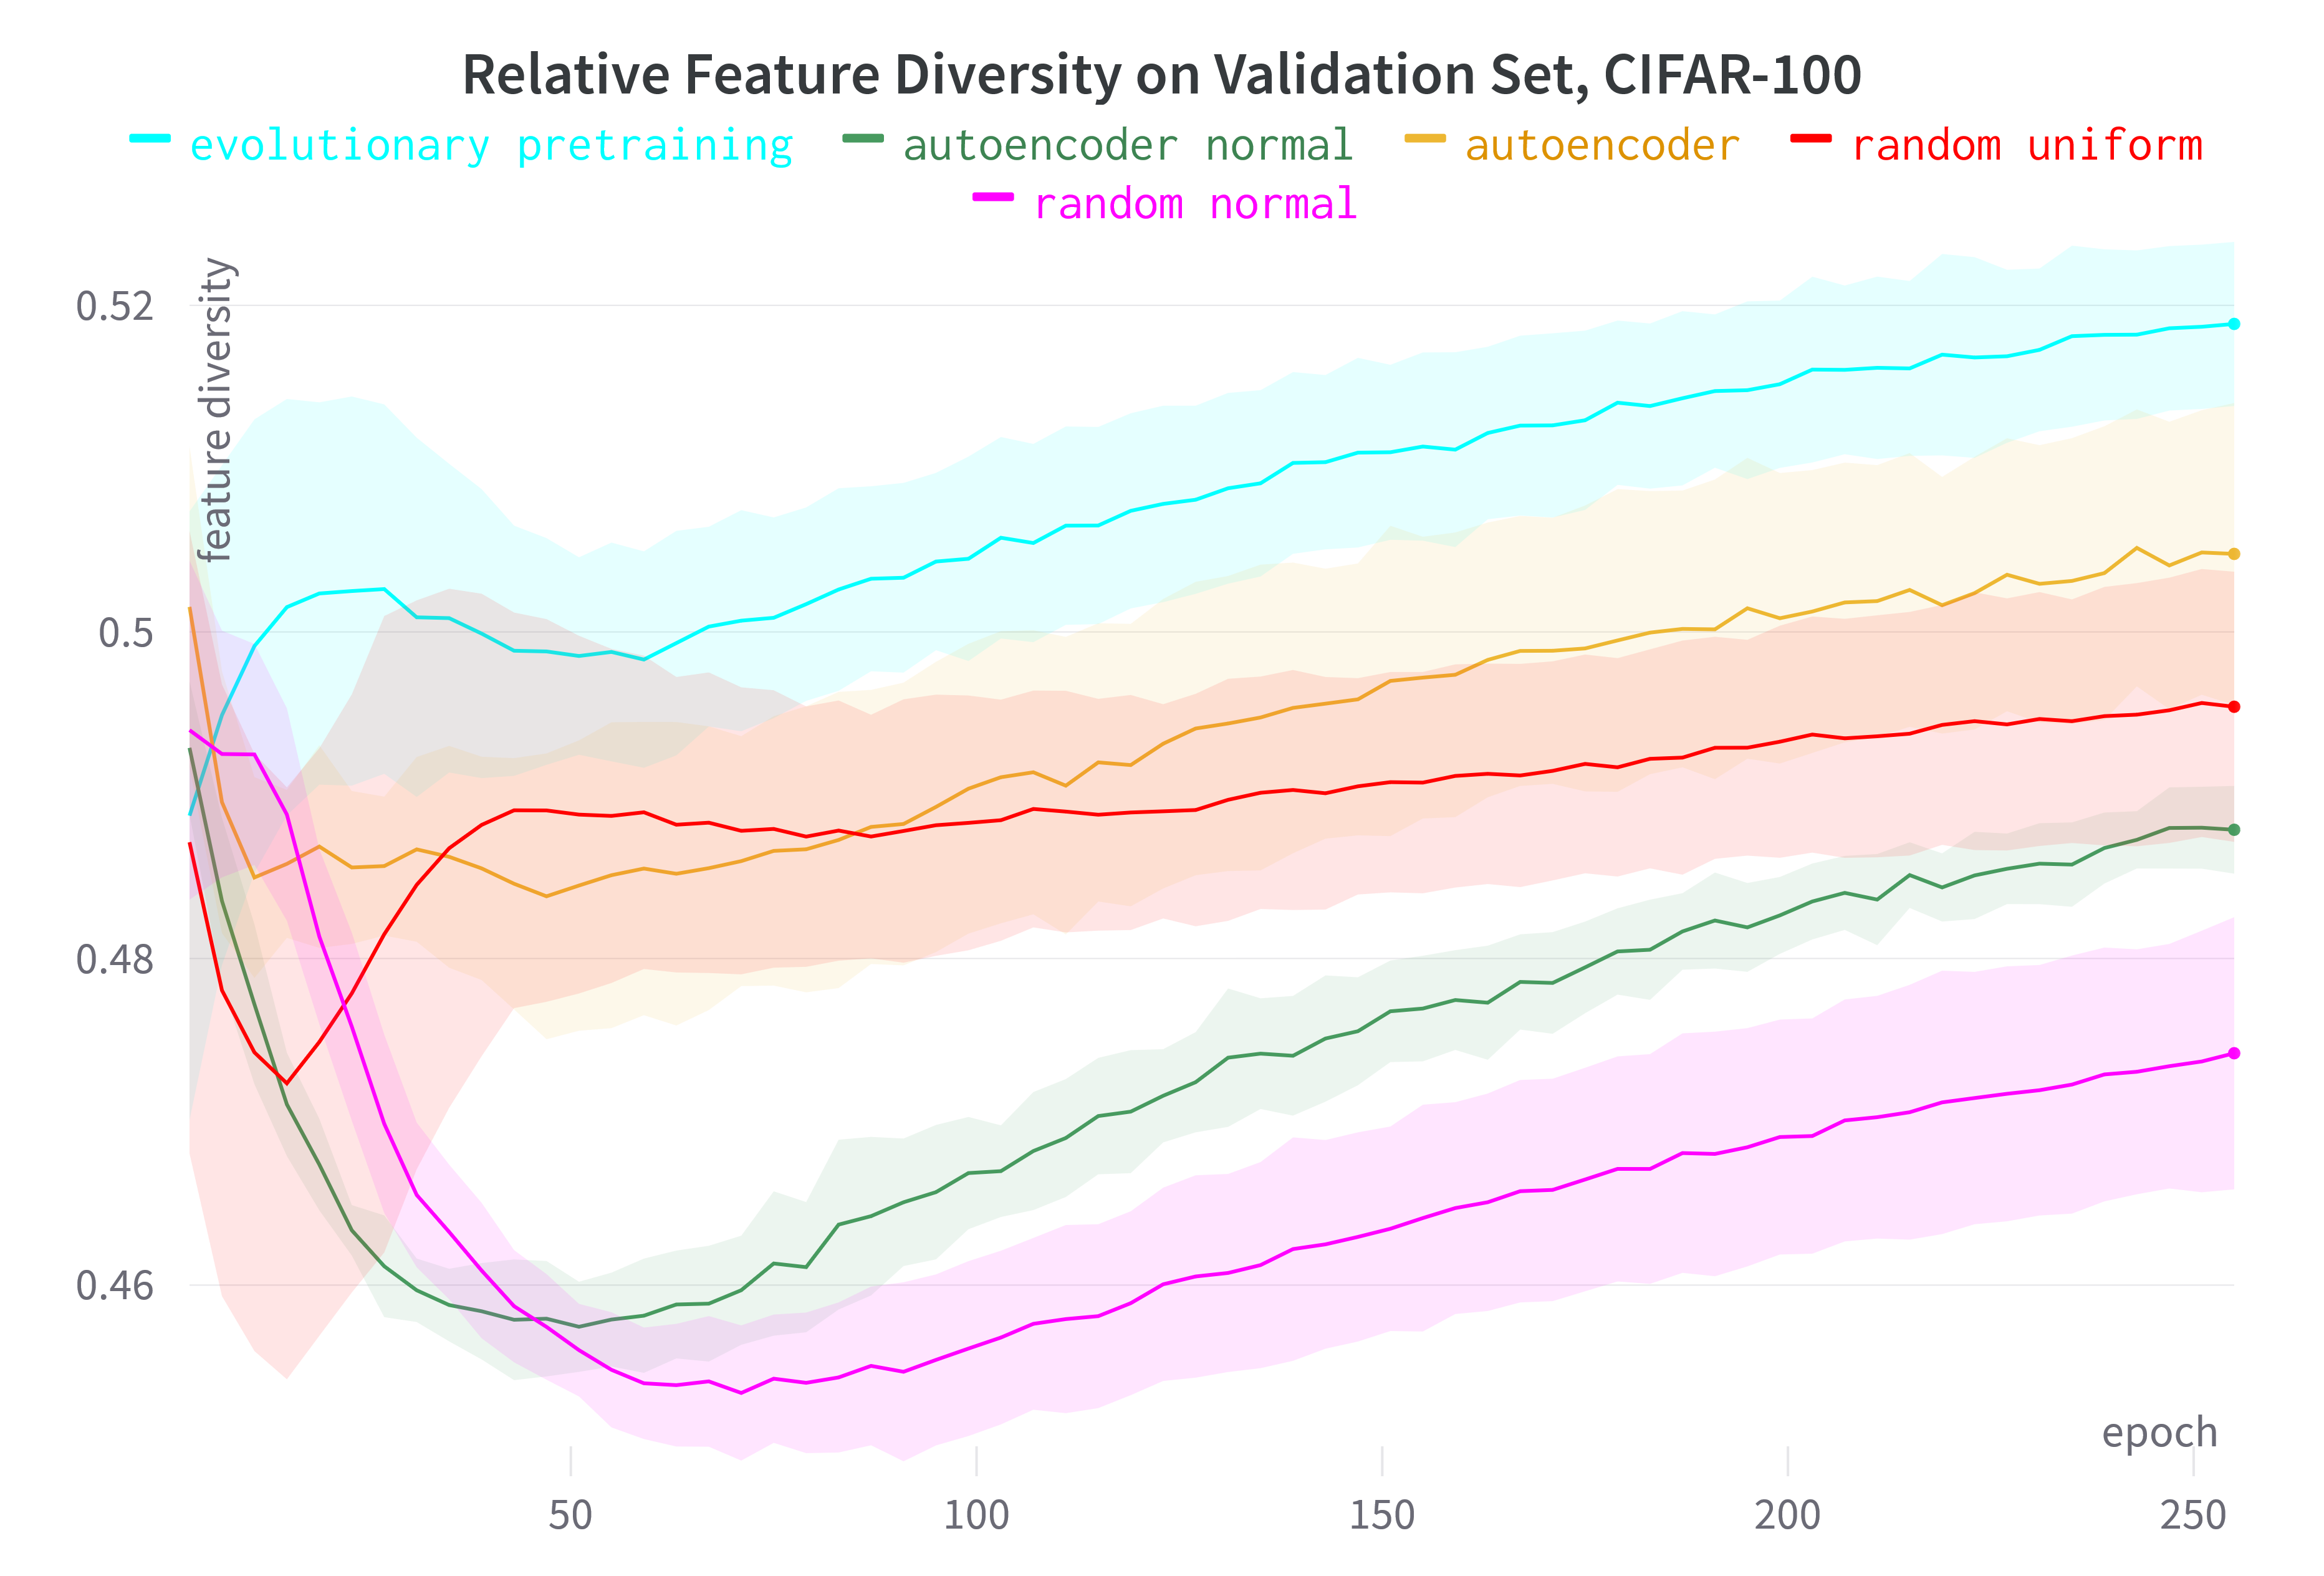 Relative Feature Diversity on Validation Set, CIFAR-100
evolutionary pretraining autoencoder normal autoencoder random uniform
random normal
feature diversity
0.52
0.5
0.48
0.46
epoch
50 100 150 200 250